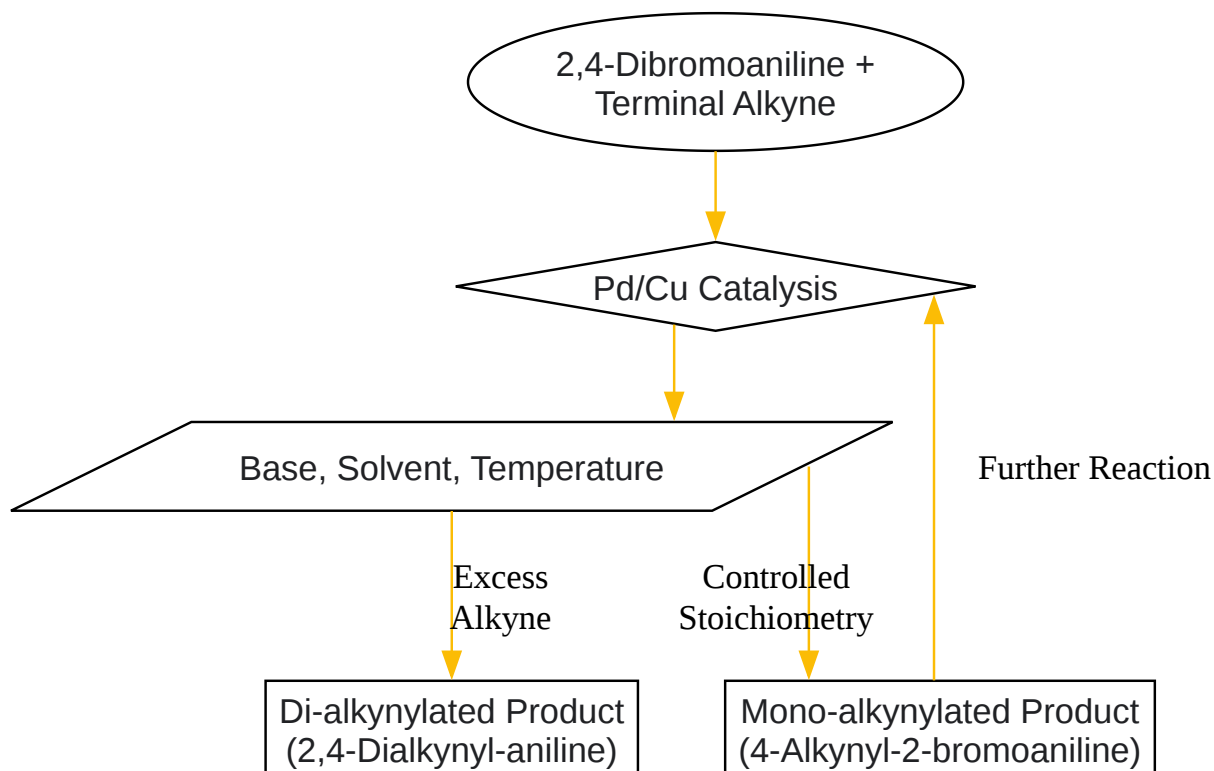 2,4-Dibromoaniline +
Terminal Alkyne
Pd/Cu Catalysis
Base, Solvent, Temperature
Further Reaction
Excess
Alkyne
Controlled
Stoichiometry
Di-alkynylated Product
(2,4-Dialkynyl-aniline)
Mono-alkynylated Product
(4-Alkynyl-2-bromoaniline)